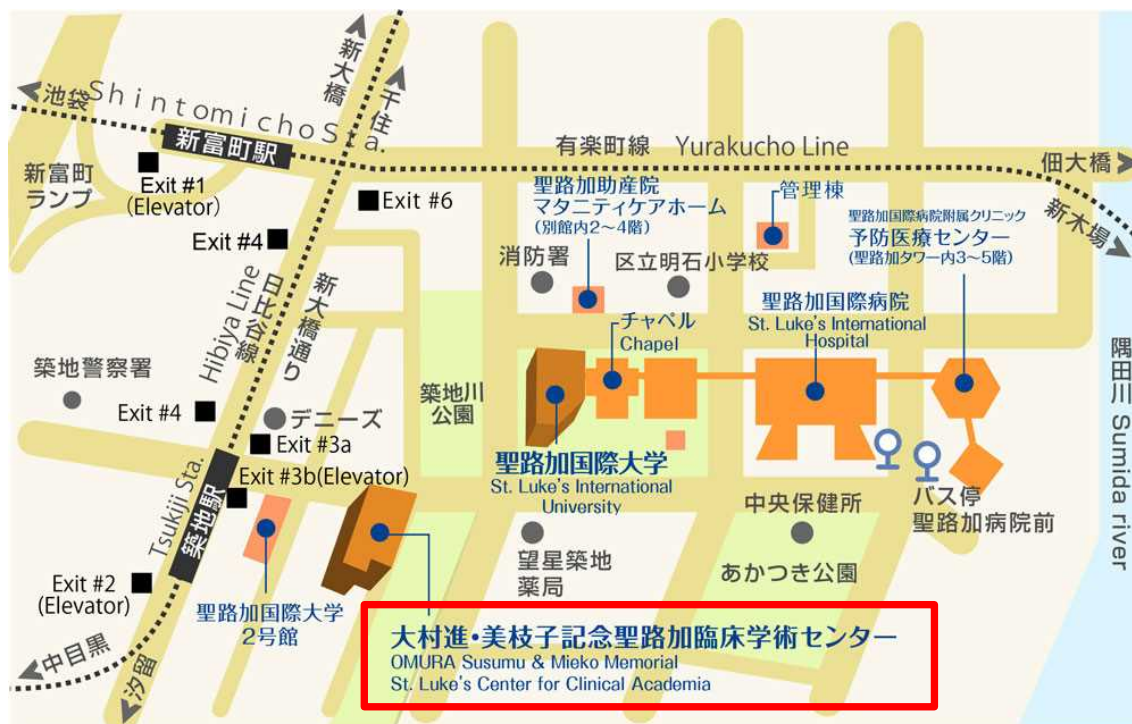 新大橋
千住
池袋
Shintomicho Sta.
新富町駅
有楽町線 Yurakucho Line
佃大橋
新木場
新富町
ランプ
Exit #1
(Elevator)
Exit #6
Exit #4
聖路加助産院
マタニティケアホーム
(別館内2~4階)
管理棟
聖路加国際病院附属クリニック
予防医療センター
(聖路加タワー内3~5階)
消防署
区立明石小学校
Hibiya Line
日比谷線
新大橋通り
チャペル
Chapel
聖路加国際病院
St. Luke's International
Hospital
隅田川 Sumida river
築地警察署
築地川
公園
Exit #4
デニーズ
Exit #3a
Exit #3b(Elevator)
聖路加国際大学
St. Luke's International
University
Tsukiji Sta.
築地駅
中央保健所
バス停
聖路加病院前
望星築地
薬局
あかつき公園
Exit #2
(Elevator)
聖路加国際大学
2号館
大村進・美枝子記念聖路加臨床学術センター
OMURA Susumu & Mieko Memorial
St. Luke's Center for Clinical Academia
中目黒
汐留